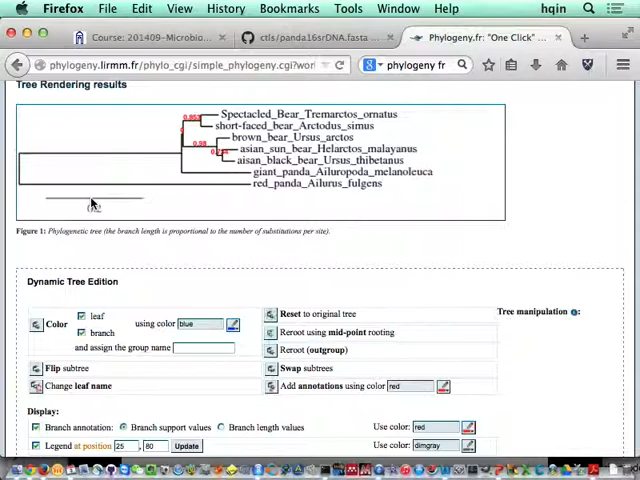 Firefox File Edit View History Bookmarks Tools Window Help hqin
Course: 201409-Microbio... ctls/panda16srDNA.fasta ... Phylogeny.fr: "One Click" ...
phylogeny.lirmm.fr/phylo_cgi/simple_phylogeny.cgi?wor phylogeny fr
Tree Rendering results
0.853 Spectacled_Bear_Tremarctos_ornatus
short-faced_bear_Arctodus_simus
brown_bear_Ursus_arctos
0.98 asian_sun_bear_Helarctos_malayanus
aisan_black_bear_Ursus_thibetanus
giant_panda_Ailuropoda_melanoleuca
red_panda_Ailurus_fulgens
Figure 1: Phylogenetic tree (the branch length is proportional to the number of substitutions per site).
Dynamic Tree Edition
Color leaf using color blue
branch
and assign the group name
Reset to original tree
Reroot using mid-point rooting
Reroot (outgroup)
Tree manipulation
Flip subtree Swap subtrees
Change leaf name Add annotations using color red
Display:
Branch annotation: Branch support values Branch length values Use color: red
Legend at position 25 , 80 Update Use color: dimgray